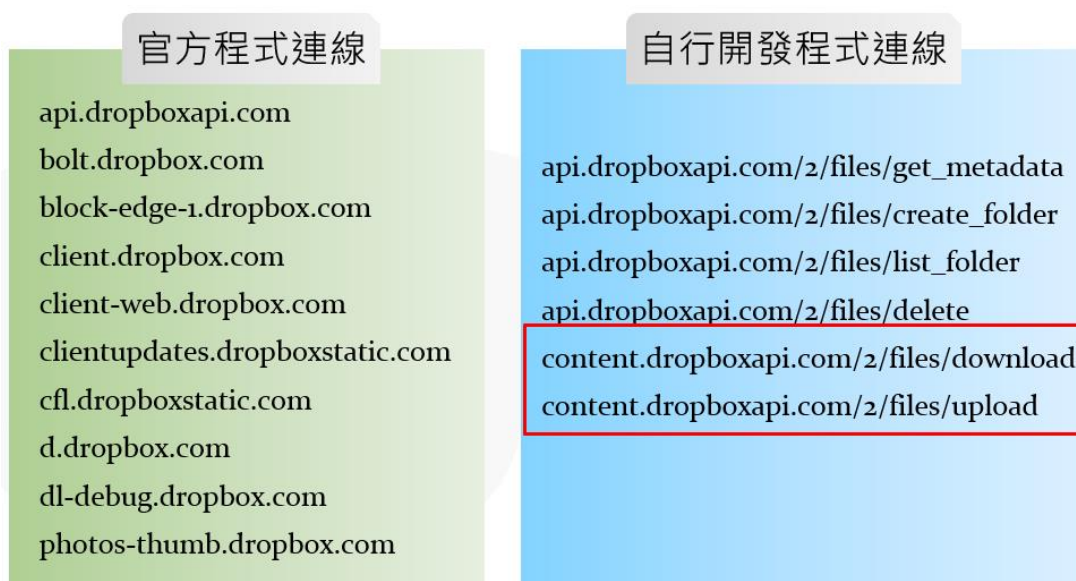 官方程式連線
api.dropboxapi.com
bolt.dropbox.com
block-edge-1.dropbox.com
client.dropbox.com
client-web.dropbox.com
clientupdates.dropboxstatic.com
cfl.dropboxstatic.com
d.dropbox.com
dl-debug.dropbox.com
photos-thumb.dropbox.com
自行開發程式連線
api.dropboxapi.com/2/files/get_metadata
api.dropboxapi.com/2/files/create_folder
api.dropboxapi.com/2/files/list_folder
api.dropboxapi.com/2/files/delete
content.dropboxapi.com/2/files/download
content.dropboxapi.com/2/files/upload